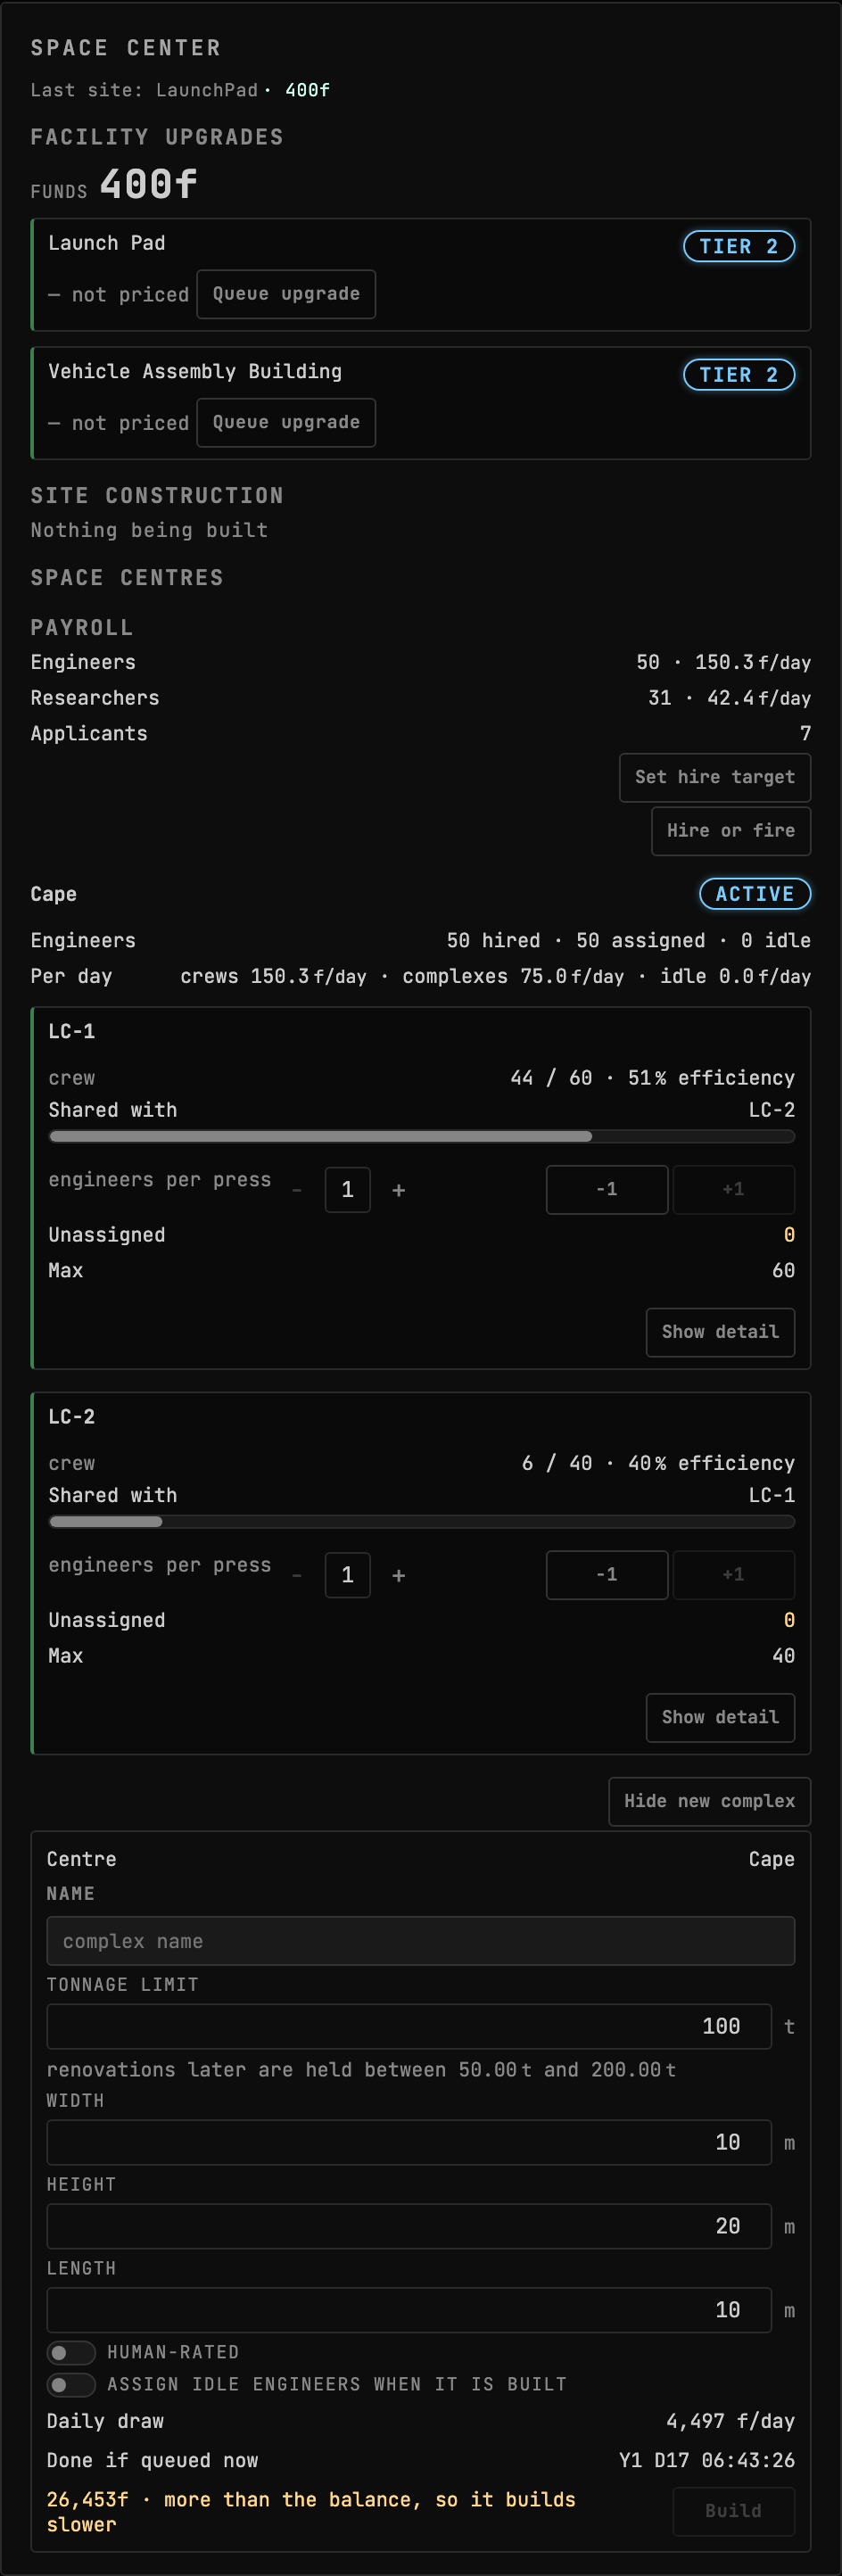 SPACE CENTER
Last site: LaunchPad · 400f
FACILITY UPGRADES
FUNDS 400f
Launch Pad TIER 2
— not priced Queue upgrade
Vehicle Assembly Building TIER 2
— not priced Queue upgrade
SITE CONSTRUCTION
Nothing being built
SPACE CENTRES
PAYROLL
Engineers 50 · 150.3 f/day
Researchers 31 · 42.4 f/day
Applicants 7
Set hire target
Hire or fire
Cape ACTIVE
Engineers 50 hired · 50 assigned · 0 idle
Per day crews 150.3 f/day · complexes 75.0 f/day · idle 0.0 f/day
LC-1
crew 44 / 60 · 51% efficiency
Shared with LC-2
engineers per press - 1 + -1 +1
Unassigned 0
Max 60
Show detail
LC-2
crew 6 / 40 · 40% efficiency
Shared with LC-1
engineers per press - 1 + -1 +1
Unassigned 0
Max 40
Show detail
Hide new complex
Centre Cape
NAME
complex name
TONNAGE LIMIT
100 t
renovations later are held between 50.00 t and 200.00 t
WIDTH
10 m
HEIGHT
20 m
LENGTH
10 m
HUMAN-RATED
ASSIGN IDLE ENGINEERS WHEN IT IS BUILT
Daily draw 4,497 f/day
Done if queued now Y1 D17 06:43:26
26,453f · more than the balance, so it builds
slower
Build